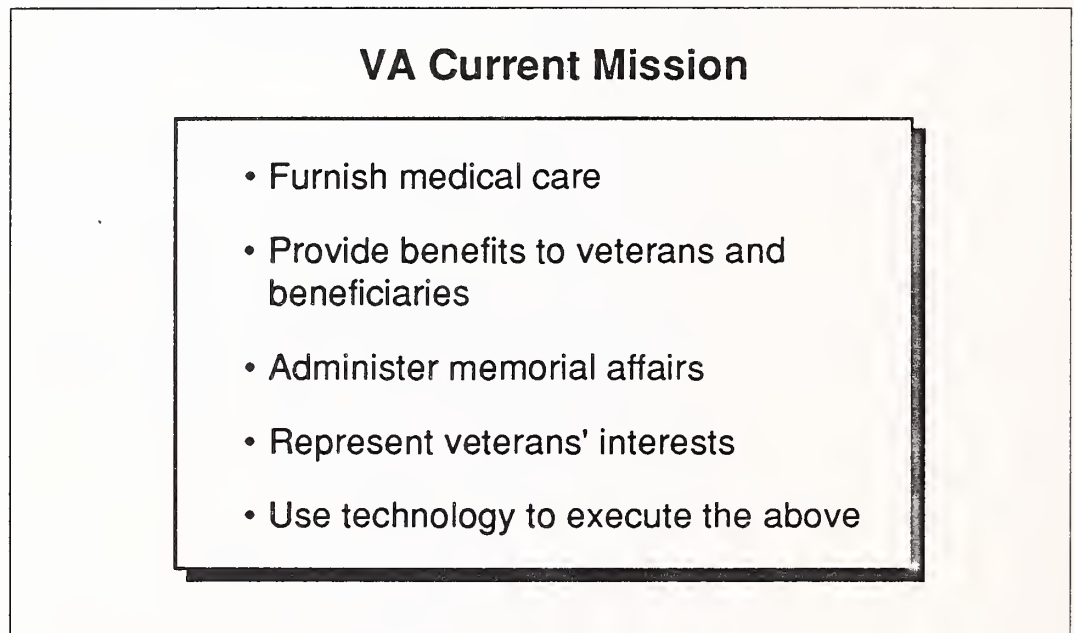 VA Current Mission
• Furnish medical care
• Provide benefits to veterans and
beneficiaries
• Administer memorial affairs
• Represent veterans' interests
• Use technology to execute the above